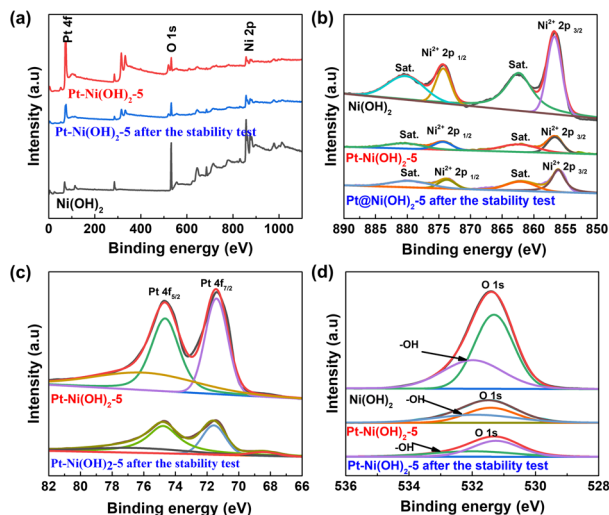 (a)
Pt 4f
O 1s
Ni 2p
Pt-Ni(OH)₂-5
Pt-Ni(OH)₂-5 after the stability test
Ni(OH)₂
Intensity (a.u)
0 200 400 600 800 1000
Binding energy (eV)
(b)
Ni²⁺ 2p ₃/₂
Ni²⁺ 2p ₁/₂
Sat.
Sat.
Ni(OH)₂
Sat. Ni²⁺ 2p ₁/₂ Sat. Ni²⁺ 2p ₃/₂
Pt-Ni(OH)₂-5
Sat. Ni²⁺ 2p ₁/₂ Sat. Ni²⁺ 2p ₃/₂
Pt@Ni(OH)₂-5 after the stability test
Intensity (a.u)
890 885 880 875 870 865 860 855 850
Binding energy (eV)
(c)
Pt 4f₅/₂
Pt 4f₇/₂
Pt-Ni(OH)₂-5
Pt-Ni(OH)2-5 after the stability test
Intensity (a.u)
82 80 78 76 74 72 70 68 66
Binding energy (eV)
(d)
O 1s
-OH
Ni(OH)₂
-OH
O 1s
Pt-Ni(OH)₂-5
O 1s
-OH
Pt-Ni(OH)₂-5 after the stability test
Intensity (a.u)
536 534 532 530 528
Binding energy (eV)